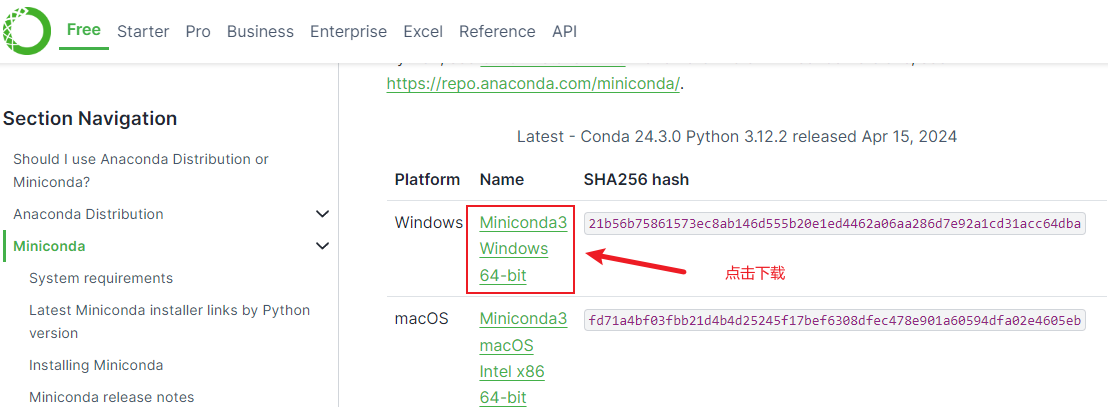 Free Starter Pro Business Enterprise Excel Reference API
https://repo.anaconda.com/miniconda/.
Section Navigation
Should I use Anaconda Distribution or
Miniconda?
Anaconda Distribution
Miniconda
System requirements
Latest Miniconda installer links by Python
version
Installing Miniconda
Miniconda release notes
Latest - Conda 24.3.0 Python 3.12.2 released Apr 15, 2024
Platform Name SHA256 hash
Windows Miniconda3 21b56b75861573ec8ab146d555b20e1ed4462a06aa286d7e92a1cd31acc64dba
Windows
64-bit
点击下载
macOS Miniconda3 fd71a4bf03fbb21d4b4d25245f17bef6308dfec478e901a60594dfa02e4605eb
macOS
Intel x86
64-bit